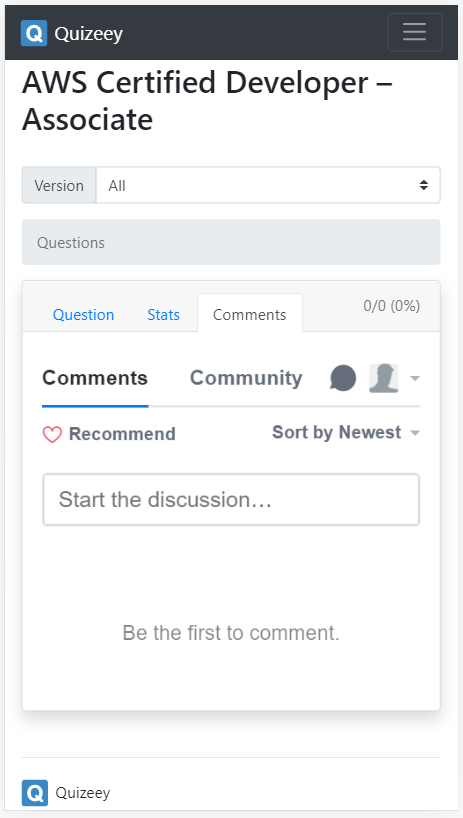 Quizeey
AWS Certified Developer –
Associate
Version All
Questions
Question Stats Comments 0/0 (0%)
Comments Community
Recommend Sort by Newest
Start the discussion…
Be the first to comment.
Quizeey